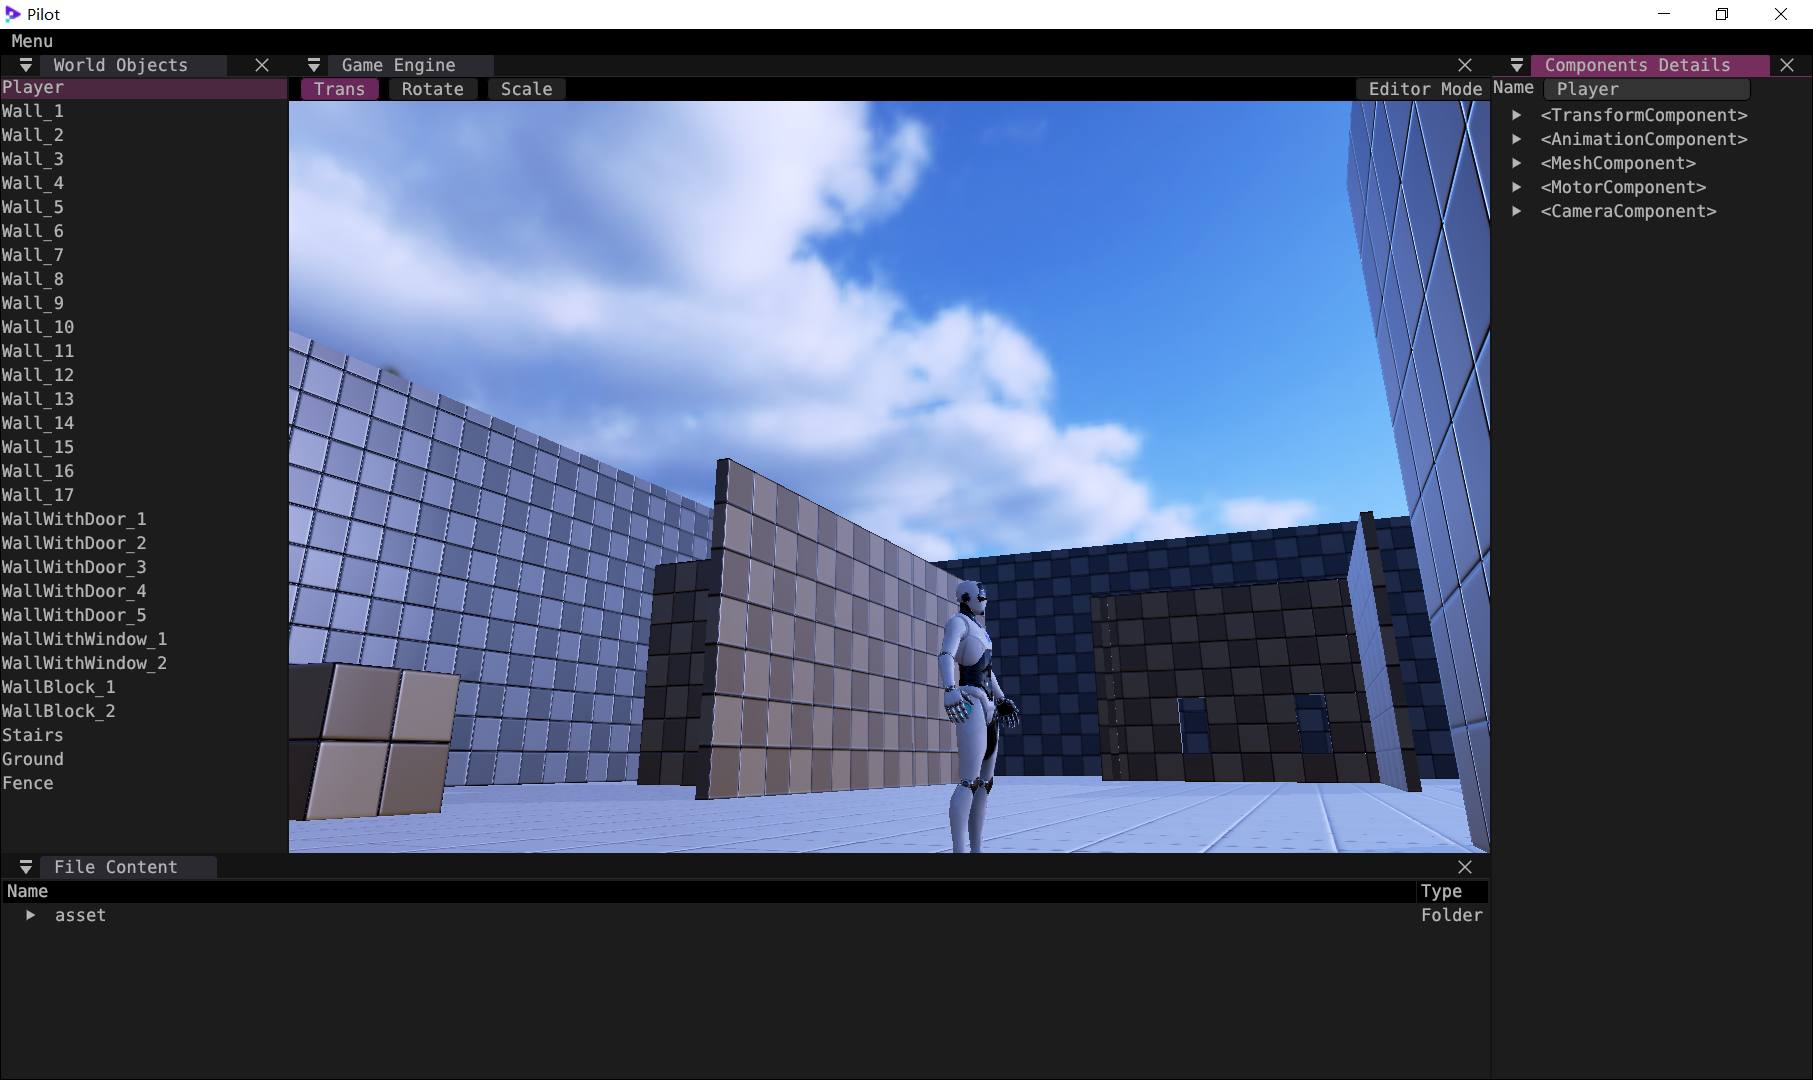 Pilot
Menu
World Objects
Game Engine
Components Details
Trans Rotate Scale Editor Mode
Name Player
Player
Wall_1
Wall_2
Wall_3
Wall_4
Wall_5
Wall_6
Wall_7
Wall_8
Wall_9
Wall_10
Wall_11
Wall_12
Wall_13
Wall_14
Wall_15
Wall_16
Wall_17
WallWithDoor_1
WallWithDoor_2
WallWithDoor_3
WallWithDoor_4
WallWithDoor_5
WallWithWindow_1
WallWithWindow_2
WallBlock_1
WallBlock_2
Stairs
Ground
Fence
<TransformComponent>
<AnimationComponent>
<MeshComponent>
<MotorComponent>
<CameraComponent>
File Content
Name Type
asset Folder